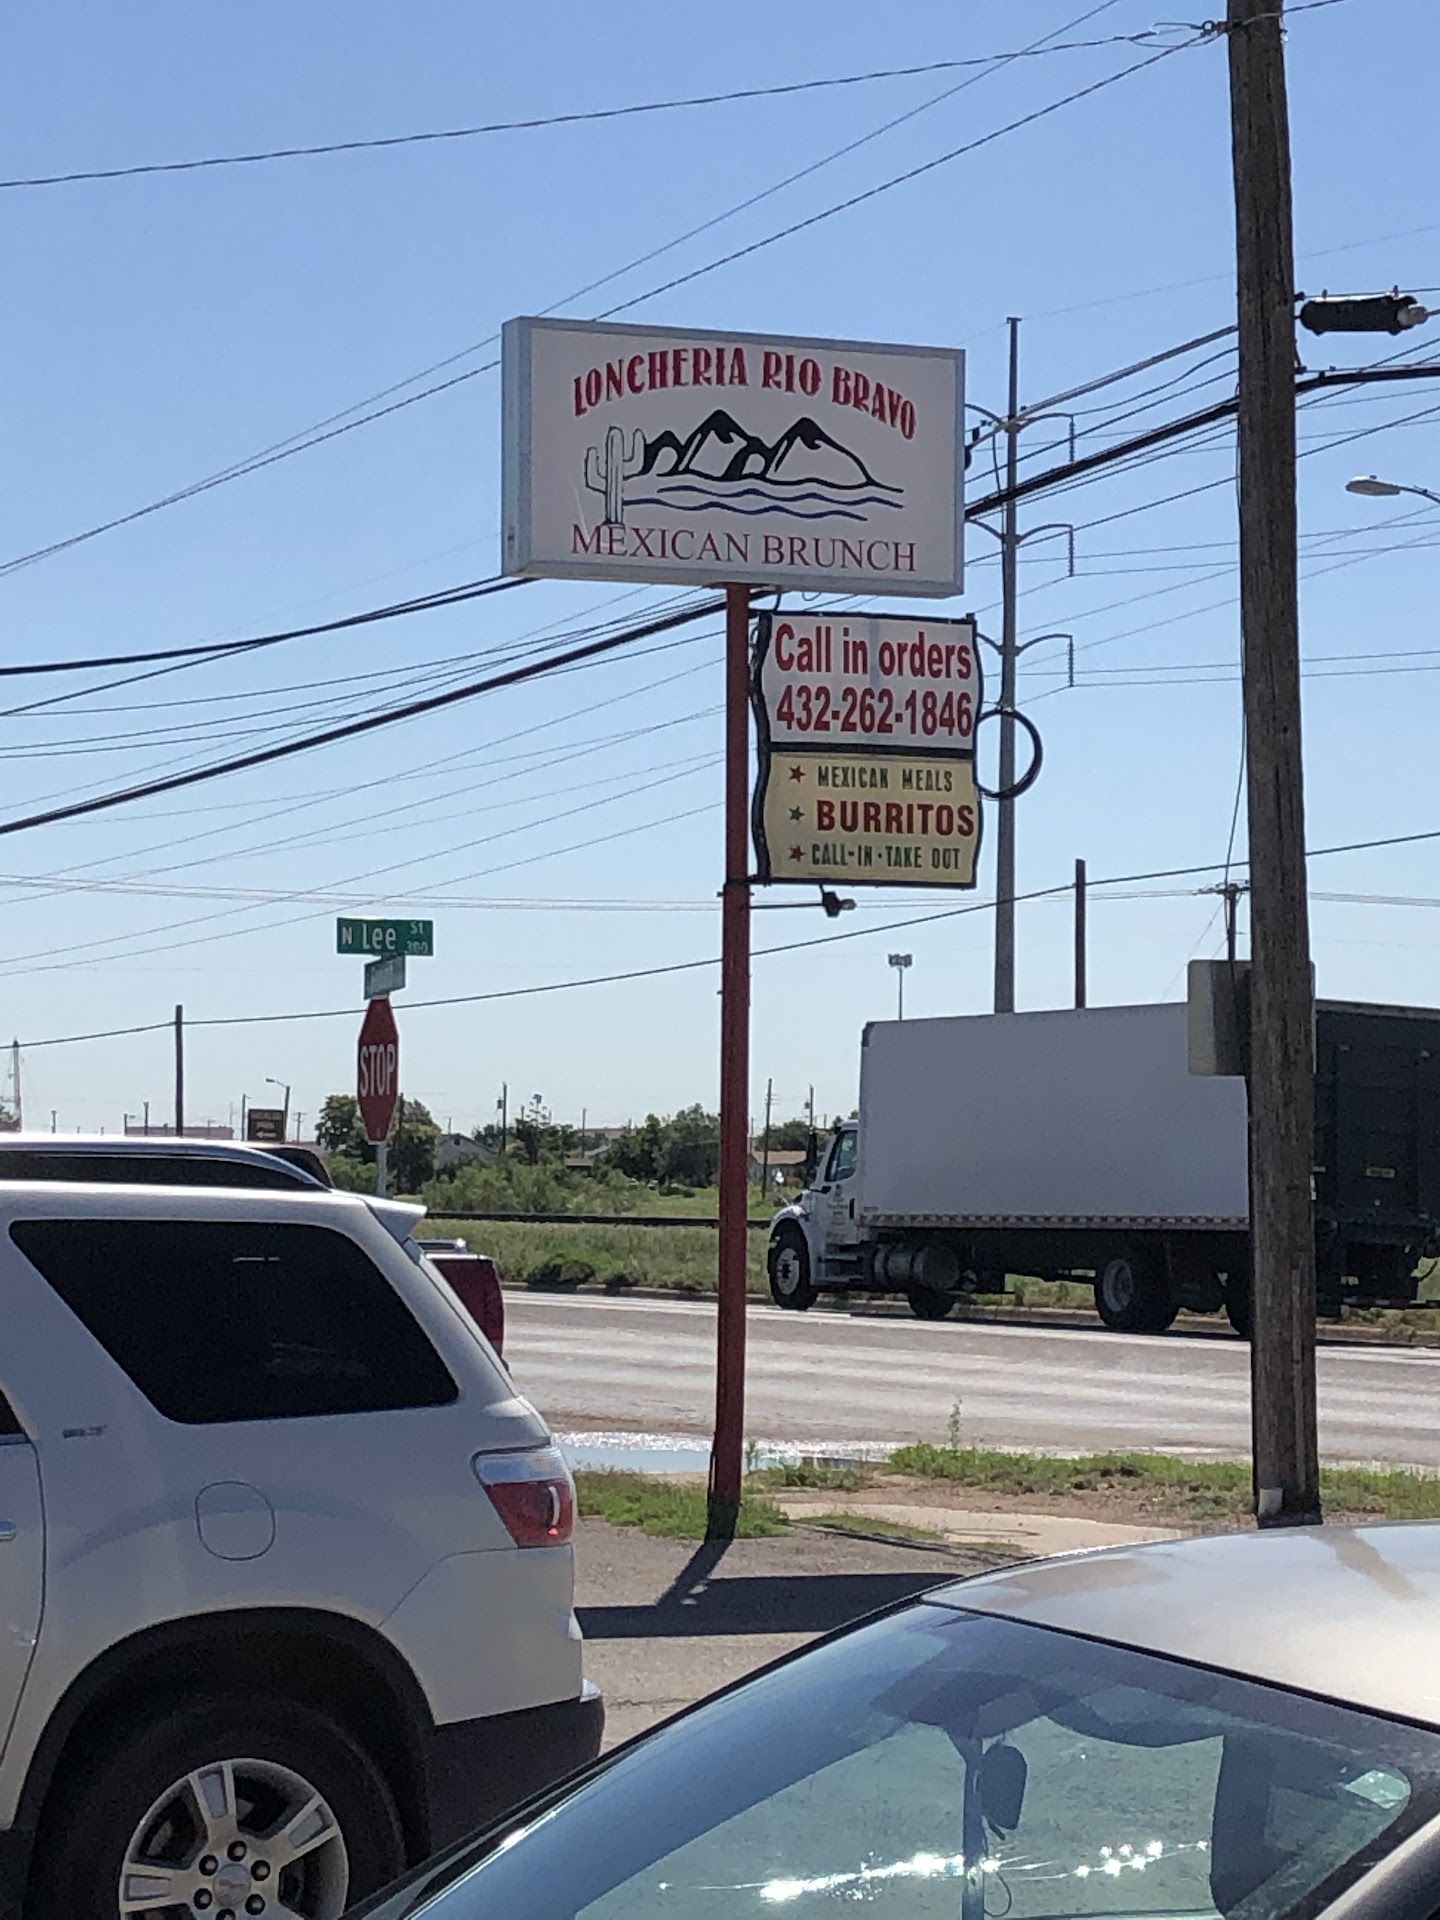 LONCHERIA RIO BRAVO
MEXICAN BRUNCH
Call in orders
432-262-1846
MEXICAN MEALS
BURRITOS
CALL-IN·TAKE OUT
N Lee St
300
STOP